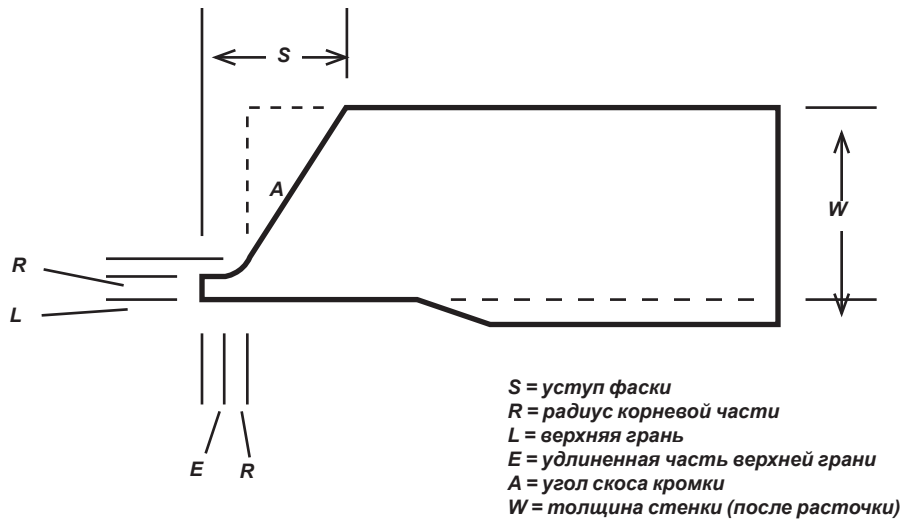 S
A
W
R
L
E
R
S = уступ фаски
R = радиус корневой части
L = верхняя грань
E = удлиненная часть верхней грани
A = угол скоса кромки
W = толщина стенки (после расточки)